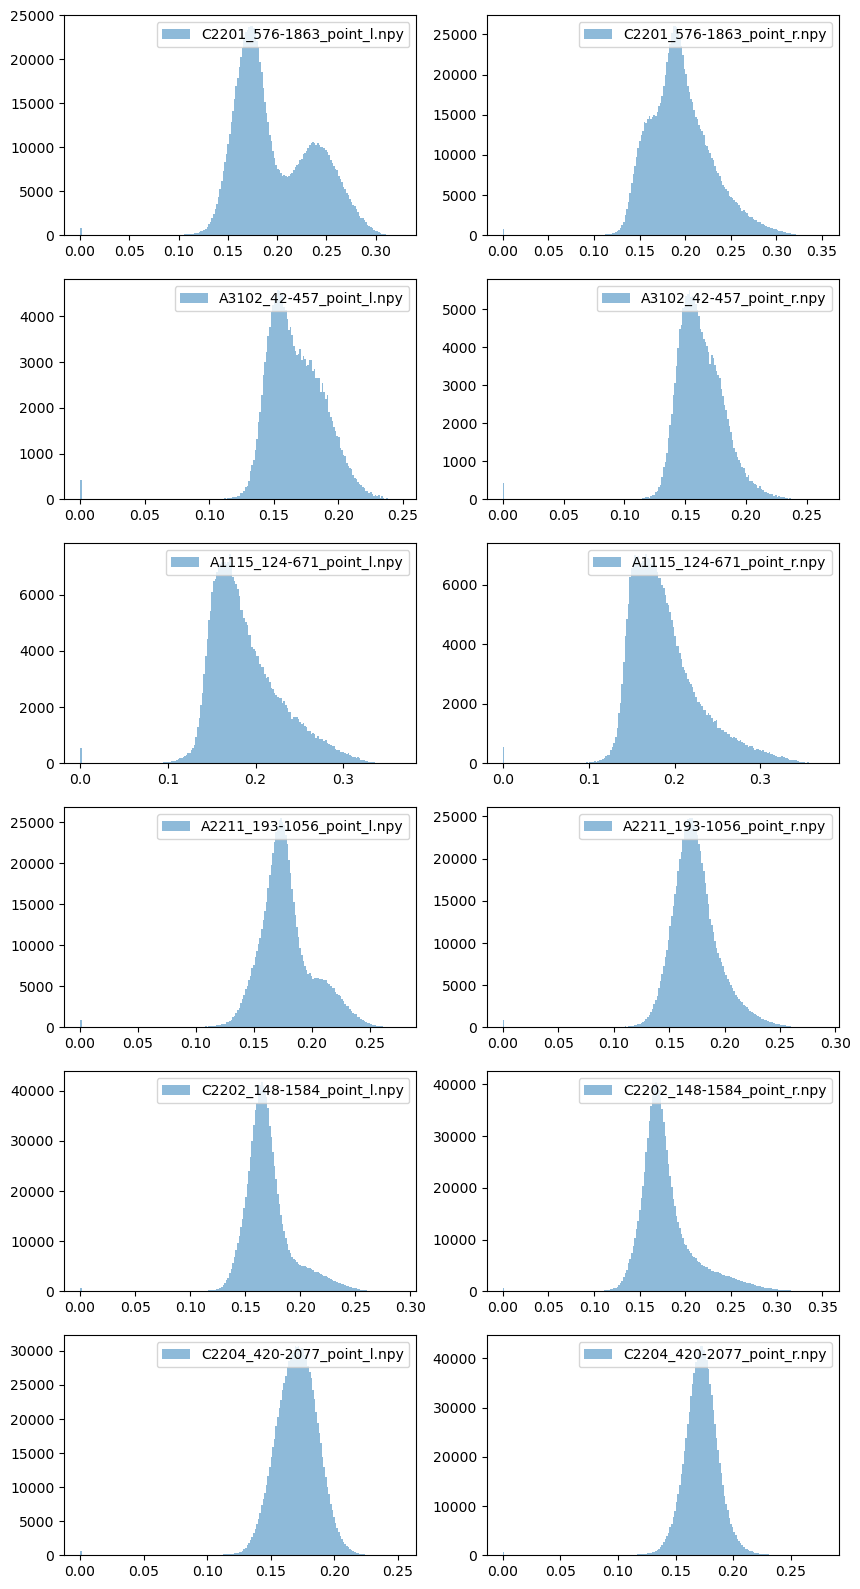 C2201_576-1863_point_l.npy
25000
20000
15000
10000
5000
0
0.00 0.05 0.10 0.15 0.20 0.25 0.30
C2201_576-1863_point_r.npy
25000
20000
15000
10000
5000
0
0.00 0.05 0.10 0.15 0.20 0.25 0.30 0.35
A3102_42-457_point_l.npy
4000
3000
2000
1000
0
0.00 0.05 0.10 0.15 0.20 0.25
A3102_42-457_point_r.npy
5000
4000
3000
2000
1000
0
0.00 0.05 0.10 0.15 0.20 0.25
A1115_124-671_point_l.npy
6000
4000
2000
0
0.0 0.1 0.2 0.3
A1115_124-671_point_r.npy
6000
4000
2000
0
0.0 0.1 0.2 0.3
A2211_193-1056_point_l.npy
25000
20000
15000
10000
5000
0
0.00 0.05 0.10 0.15 0.20 0.25
A2211_193-1056_point_r.npy
25000
20000
15000
10000
5000
0
0.00 0.05 0.10 0.15 0.20 0.25 0.30
C2202_148-1584_point_l.npy
40000
30000
20000
10000
0
0.00 0.05 0.10 0.15 0.20 0.25 0.30
C2202_148-1584_point_r.npy
40000
30000
20000
10000
0
0.00 0.05 0.10 0.15 0.20 0.25 0.30 0.35
C2204_420-2077_point_l.npy
30000
25000
20000
15000
10000
5000
0
0.00 0.05 0.10 0.15 0.20 0.25
C2204_420-2077_point_r.npy
40000
30000
20000
10000
0
0.00 0.05 0.10 0.15 0.20 0.25